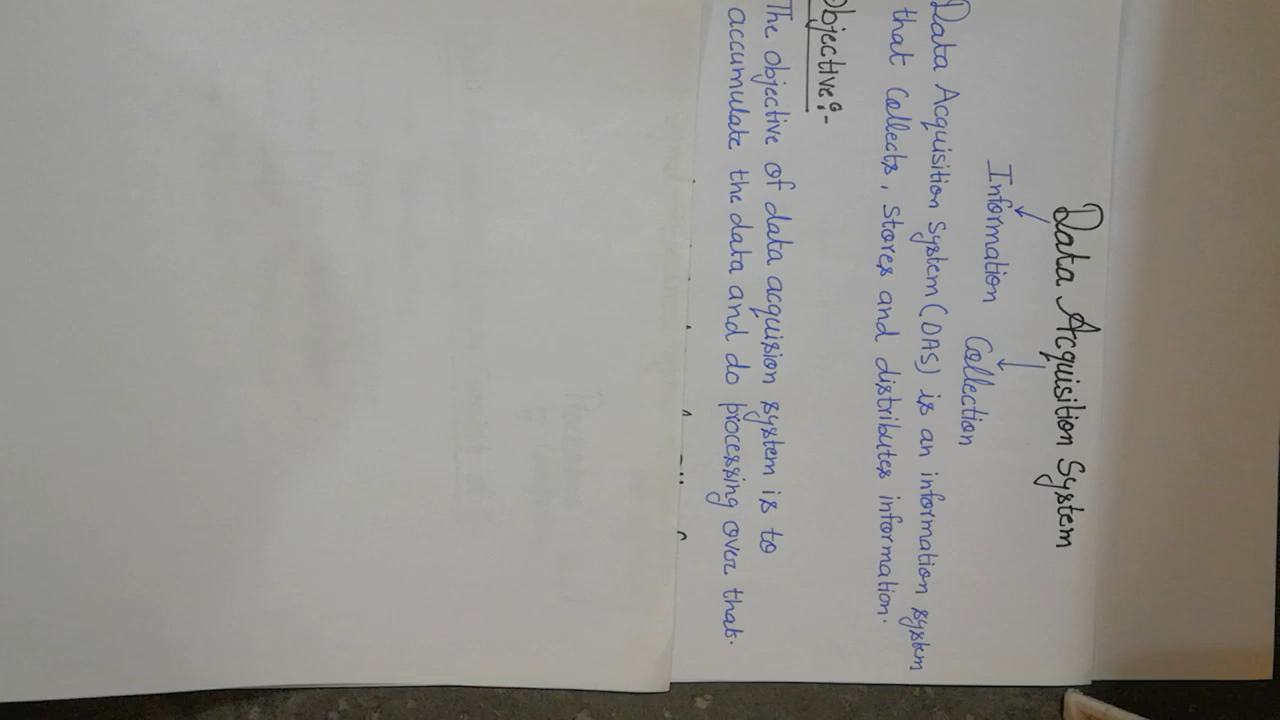 Data Acquisition System
Information Collection
Data Acquisition System (DAS) is an information system
that Collects, Stores and distributes information.
Objective:-
The objective of data acquision system is to
accumulate the data and do processing over that.